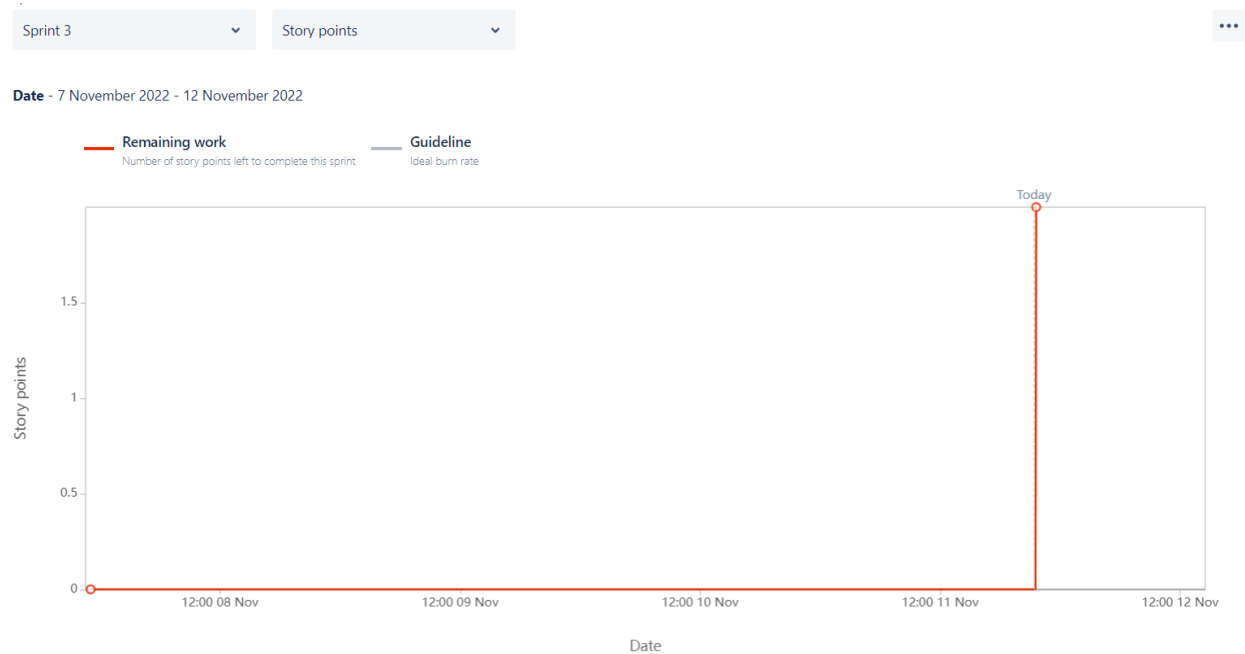 Sprint 3
Story points
Date - 7 November 2022 - 12 November 2022
Remaining work
Number of story points left to complete this sprint
Guideline
Ideal burn rate
Today
1.5
1
0.5
0
Story points
12:00 08 Nov
12:00 09 Nov
12:00 10 Nov
12:00 11 Nov
12:00 12 Nov
Date